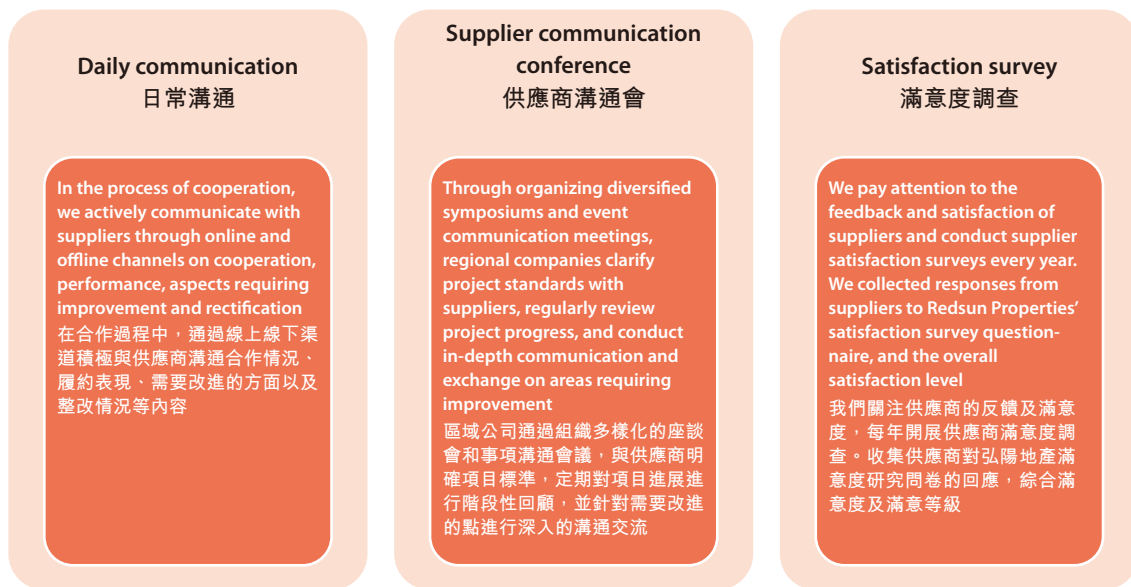 Daily communication
日常溝通
In the process of cooperation,
we actively communicate with
suppliers through online and
offline channels on cooperation,
performance, aspects requiring
improvement and rectification
在合作過程中，通過線上線下渠
道積極與供應商溝通合作情況、
履約表現、需要改進的方面以及
整改情況等內容
Supplier communication
conference
供應商溝通會
Through organizing diversified
symposiums and event
communication meetings,
regional companies clarify
project standards with
suppliers, regularly review
project progress, and conduct
in-depth communication and
exchange on areas requiring
improvement
區域公司通過組織多樣化的座談
會和事項溝通會議，與供應商明
確項目標準，定期對項目進展進
行階段性回顧，並針對需要改進
的點進行深入的溝通交流
Satisfaction survey
滿意度調查
We pay attention to the
feedback and satisfaction of
suppliers and conduct supplier
satisfaction surveys every year.
We collected responses from
suppliers to Redsun Properties’
satisfaction survey question-
naire, and the overall
satisfaction level
我們關注供應商的反饋及滿意
度，每年開展供應商滿意度調
查。收集供應商對弘陽地產滿
意度研究問卷的回應，綜合滿
意度及滿意等級